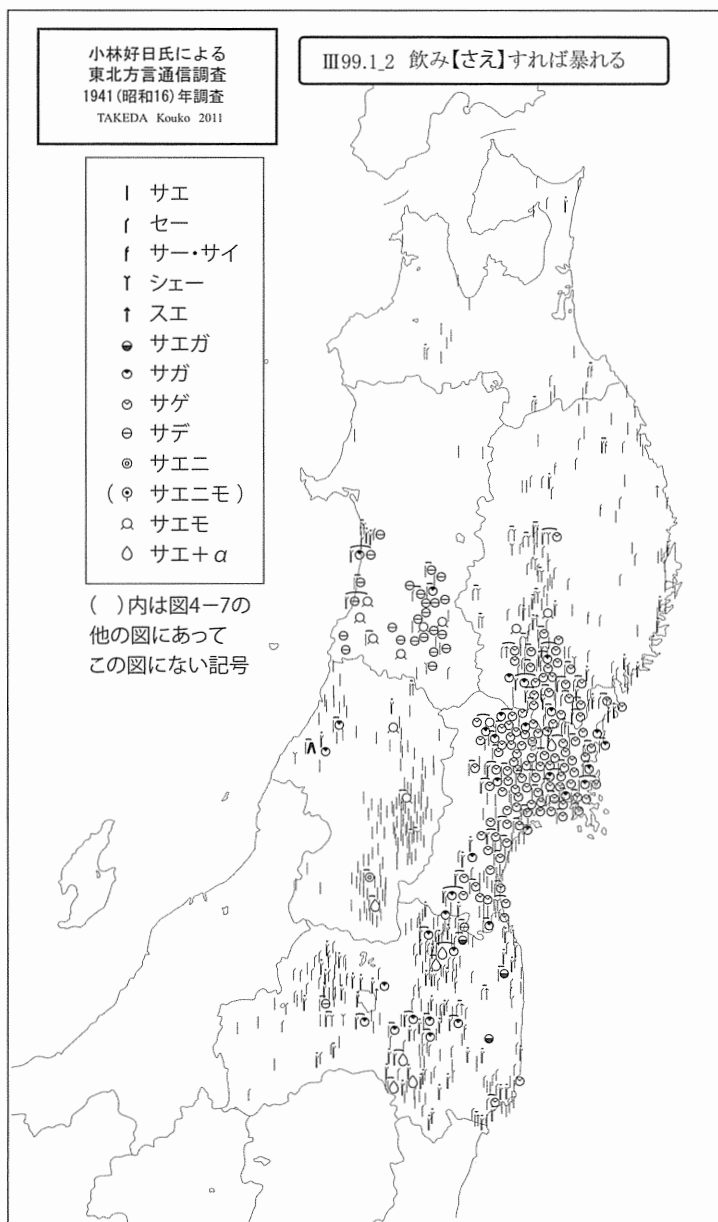 小林好日氏による
東北方言通信調査
1941(昭和16)年調査
TAKEDA Kouko 2011
Ⅲ99.1_2 飲み【さえ】すれば暴れる
サエ
セー
サー・サイ
シェー
スエ
サエガ
サガ
サゲ
サデ
サエニ
(サエニモ)
サエモ
サエ+α
( )内は図4−7の
他の図にあって
この図にない記号